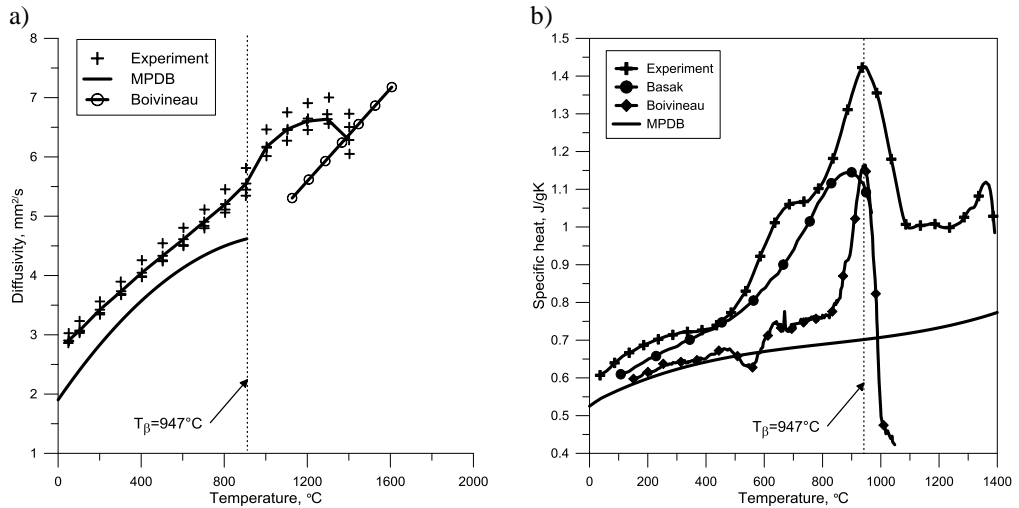 a)
8
7
6
5
4
3
2
1
Diffusivity, mm²/s
Experiment
MPDB
Boivineau
Tβ=947°C
0 400 800 1200 1600 2000
Temperature, °C
b)
1.5
1.4
1.3
1.2
1.1
1
0.9
0.8
0.7
0.6
0.5
0.4
Specific heat, J/gK
Experiment
Basak
Boivineau
MPDB
Tβ=947°C
0 200 400 600 800 1000 1200 1400
Temperature, °C